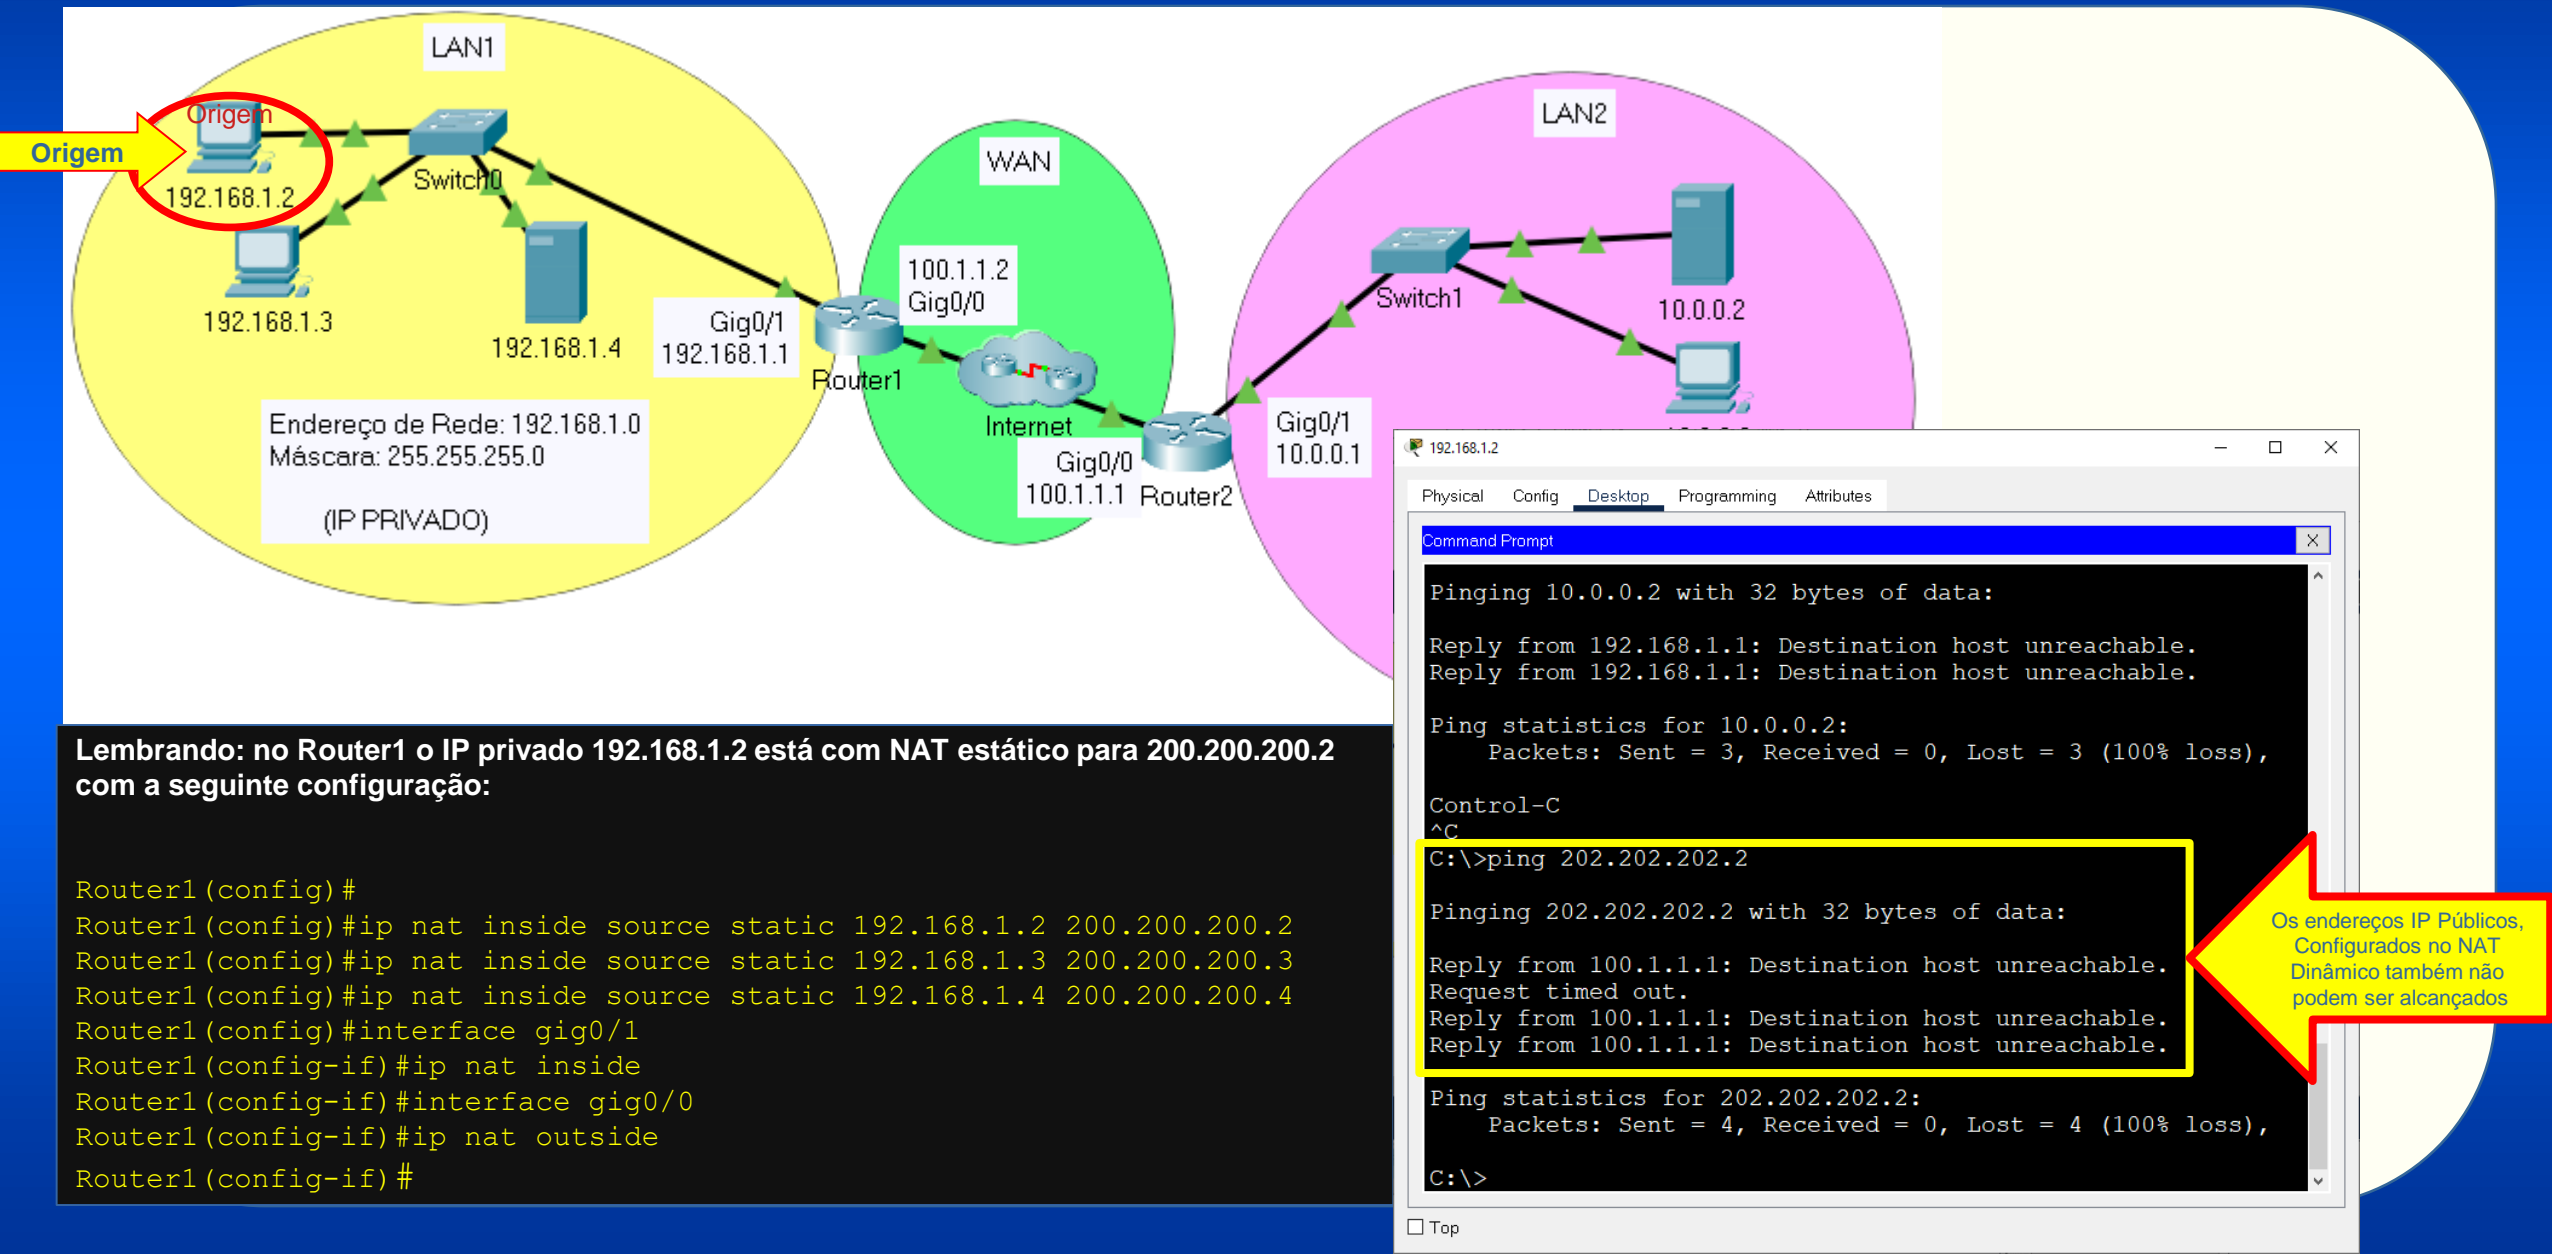 LAN1
Origem
Origem
192.168.1.2
Switch0
192.168.1.3
192.168.1.4
Gig0/1
192.168.1.1
Router1
Endereço de Rede: 192.168.1.0
Máscara: 255.255.255.0
(IP PRIVADO)
WAN
100.1.1.2
Gig0/0
Internet
Gig0/0
100.1.1.1
Router2
LAN2
Switch1
10.0.0.2
Gig0/1
10.0.0.1
Lembrando: no Router1 o IP privado 192.168.1.2 está com NAT estático para 200.200.200.2
com a seguinte configuração:
Router1(config)#
Router1(config)#ip nat inside source static 192.168.1.2 200.200.200.2
Router1(config)#ip nat inside source static 192.168.1.3 200.200.200.3
Router1(config)#ip nat inside source static 192.168.1.4 200.200.200.4
Router1(config)#interface gig0/1
Router1(config-if)#ip nat inside
Router1(config-if)#interface gig0/0
Router1(config-if)#ip nat outside
Router1(config-if)#
192.168.1.2
Physical Config Desktop Programming Attributes
Command Prompt
X
Pinging 10.0.0.2 with 32 bytes of data:
Reply from 192.168.1.1: Destination host unreachable.
Reply from 192.168.1.1: Destination host unreachable.
Ping statistics for 10.0.0.2:
Packets: Sent = 3, Received = 0, Lost = 3 (100% loss),
Control-C
^C
C:\>ping 202.202.202.2
Pinging 202.202.202.2 with 32 bytes of data:
Reply from 100.1.1.1: Destination host unreachable.
Request timed out.
Reply from 100.1.1.1: Destination host unreachable.
Reply from 100.1.1.1: Destination host unreachable.
Ping statistics for 202.202.202.2:
Packets: Sent = 4, Received = 0, Lost = 4 (100% loss),
C:\>
Top
Os endereços IP Públicos,
Configurados no NAT
Dinâmico também não
podem ser alcançados